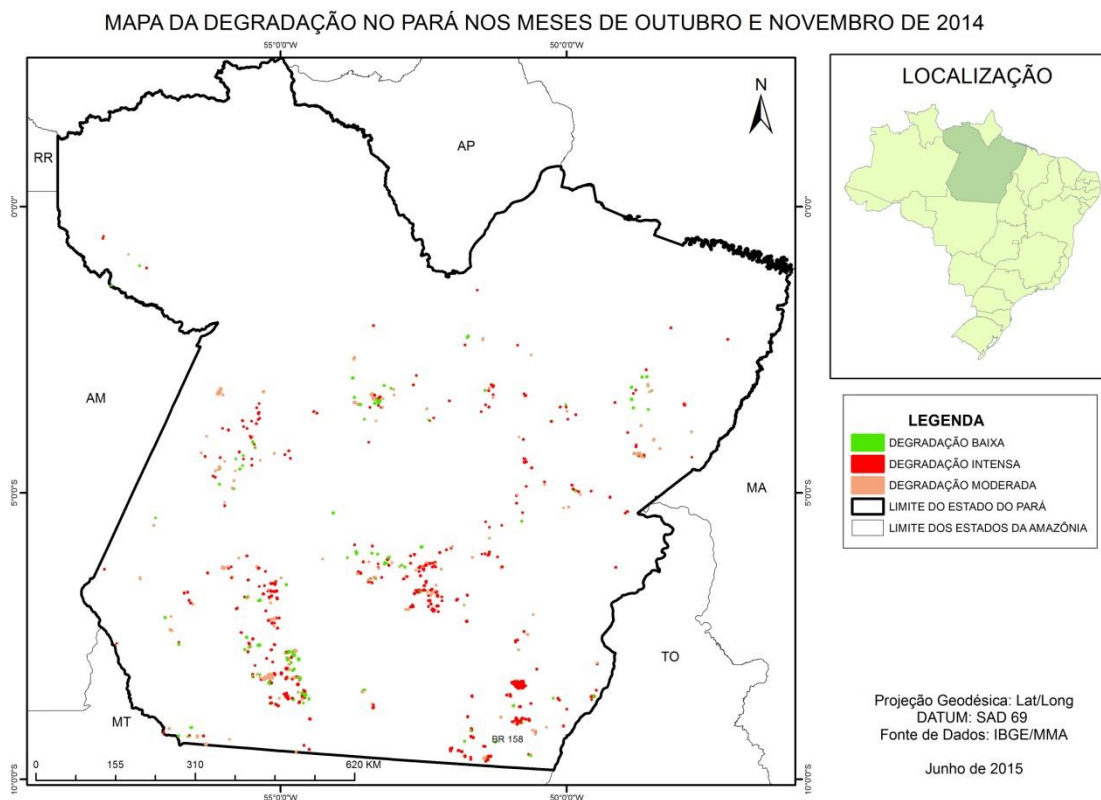 MAPA DA DEGRADAÇÃO NO PARÁ NOS MESES DE OUTUBRO E NOVEMBRO DE 2014
55°0'0"W
50°0'0"W
N
RR
AP
0°0'0"
0°0'0"
AM
MA
5°0'0"S
5°0'0"S
TO
MT
BR 158
0
155
310
620 KM
10°0'0"S
10°0'0"S
55°0'0"W
50°0'0"W
LOCALIZAÇÃO
LEGENDA
DEGRADAÇÃO BAIXA
DEGRADAÇÃO INTENSA
DEGRADAÇÃO MODERADA
LIMITE DO ESTADO DO PARÁ
LIMITE DOS ESTADOS DA AMAZÔNIA
Projeção Geodésica: Lat/Long
DATUM: SAD 69
Fonte de Dados: IBGE/MMA
Junho de 2015